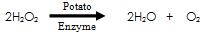 Potato
2H₂O₂ → 2H₂O + O₂
Enzyme